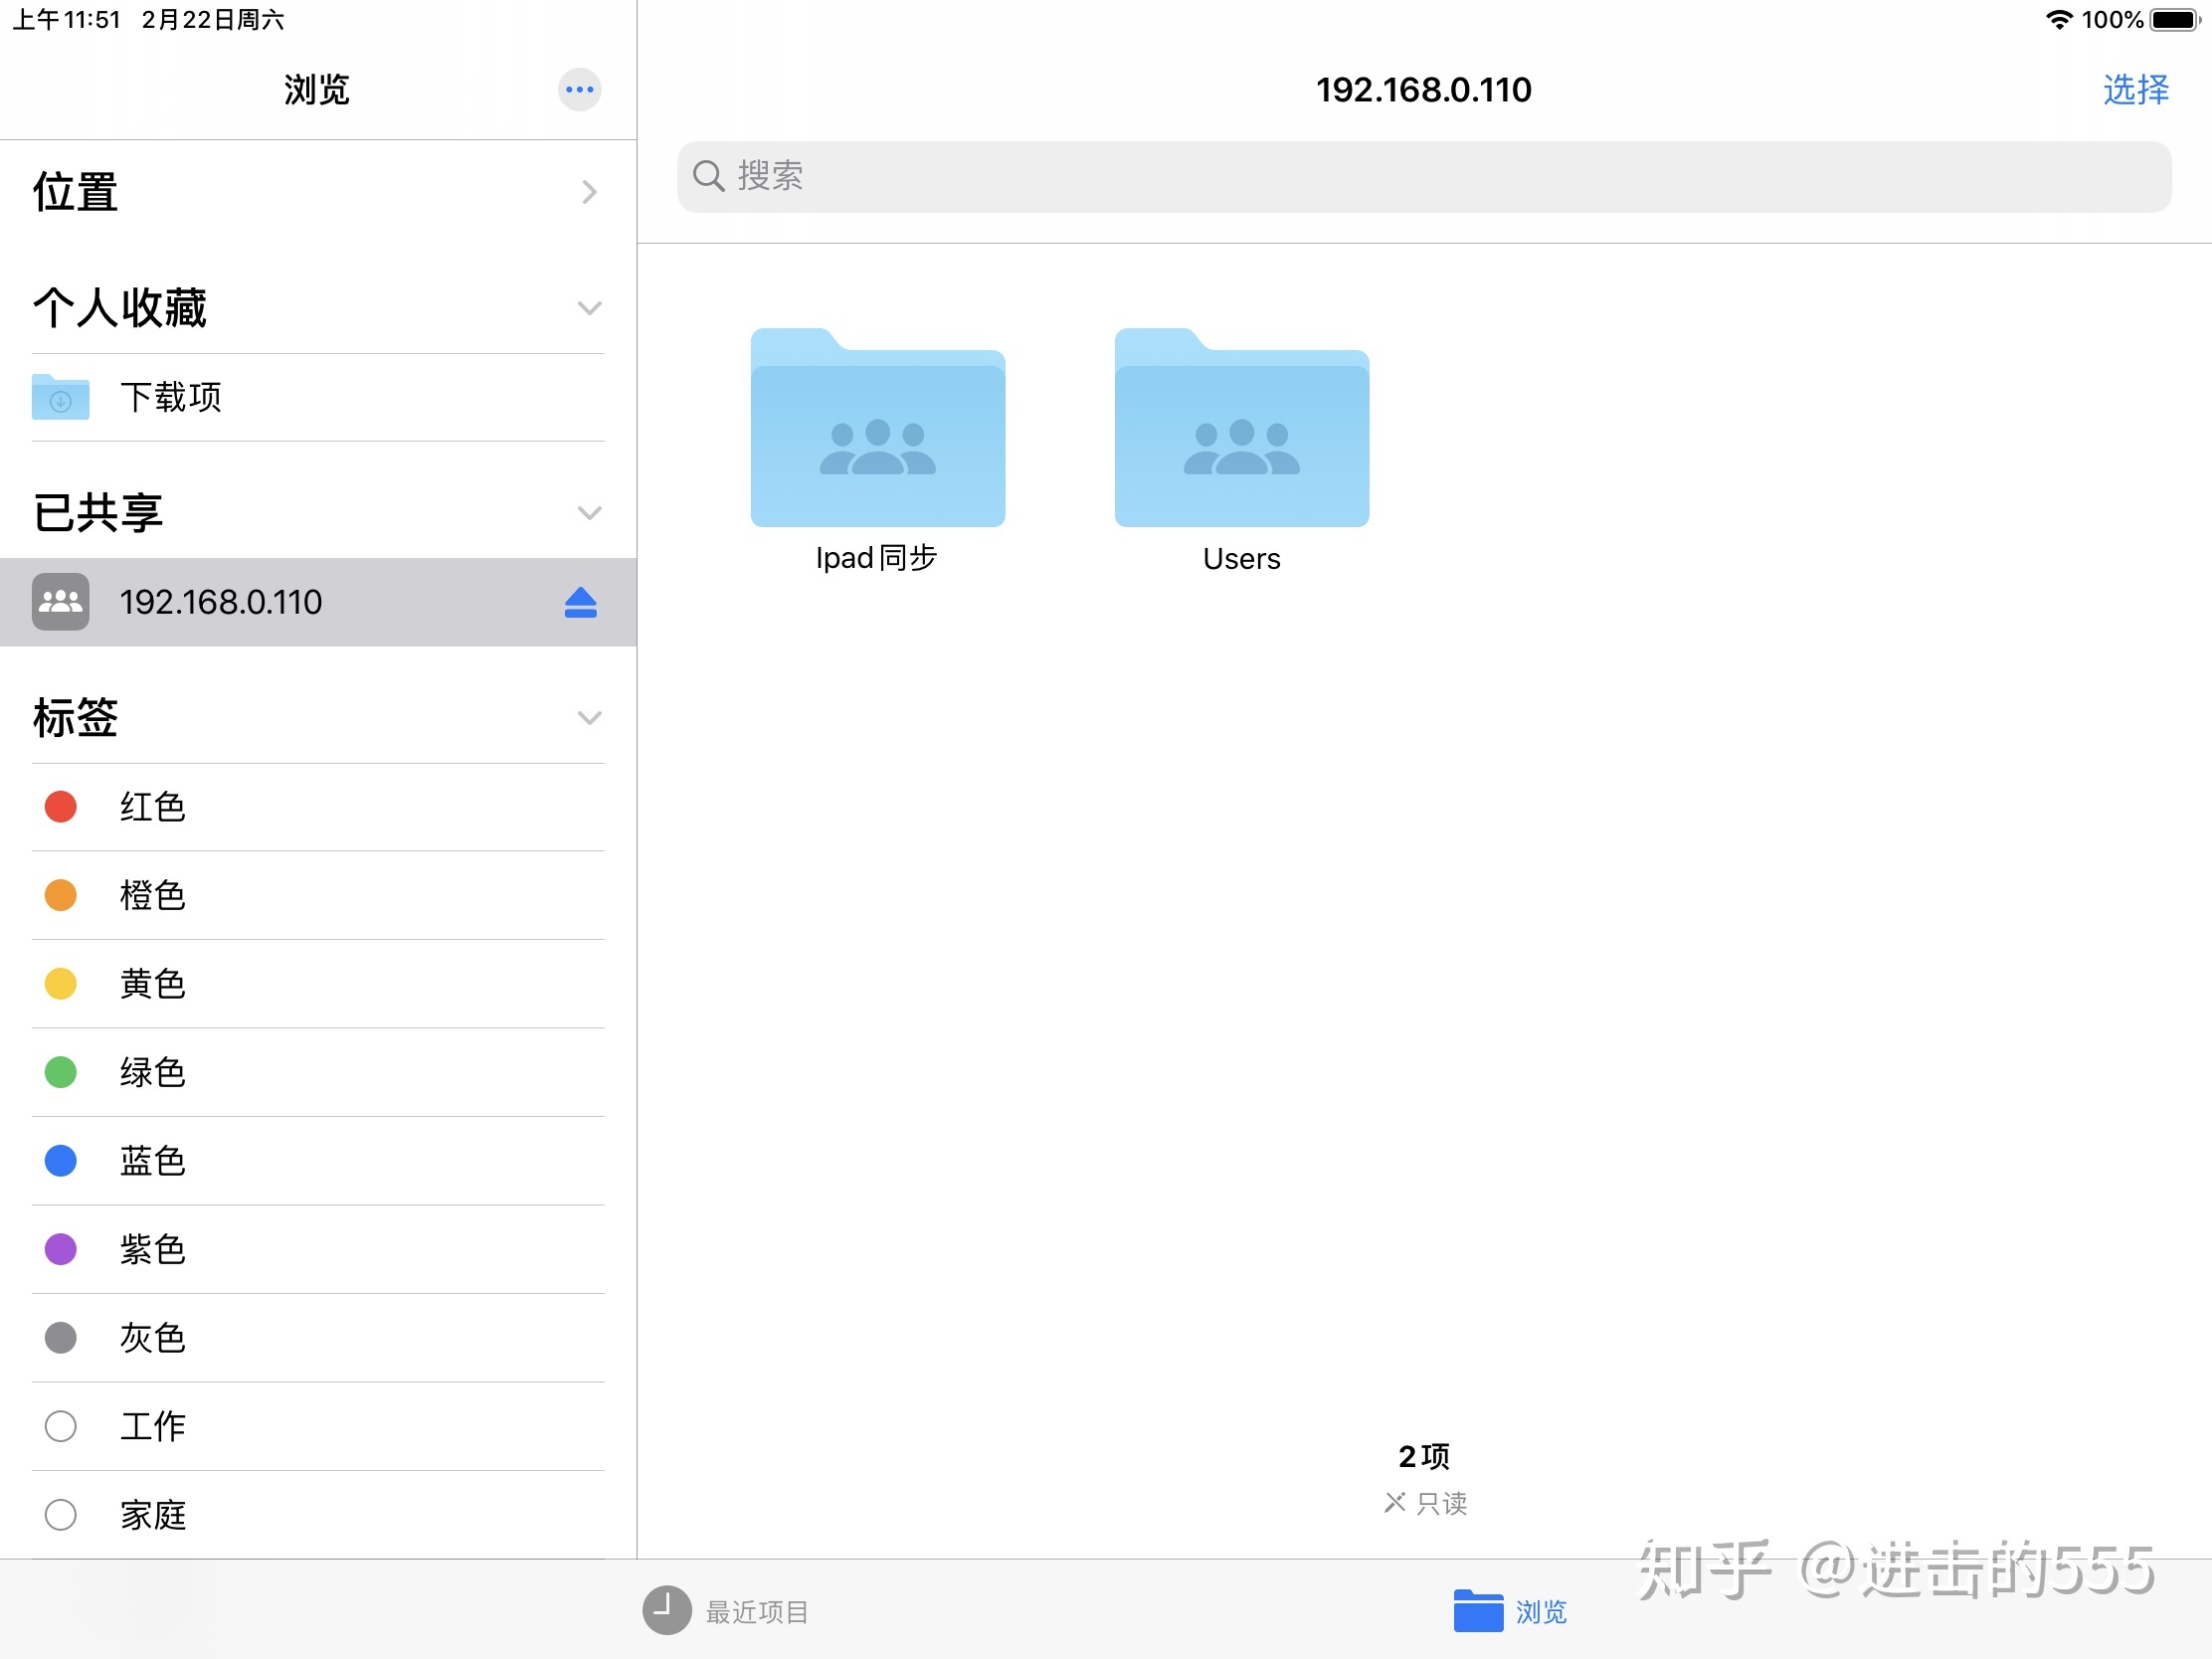 上午11:51 2月22日周六
100%
浏览
位置
个人收藏
下载项
已共享
192.168.0.110
标签
红色
橙色
黄色
绿色
蓝色
紫色
灰色
工作
家庭
192.168.0.110
选择
搜索
Ipad同步
Users
2项
只读
最近项目
浏览
知乎 @进击的555